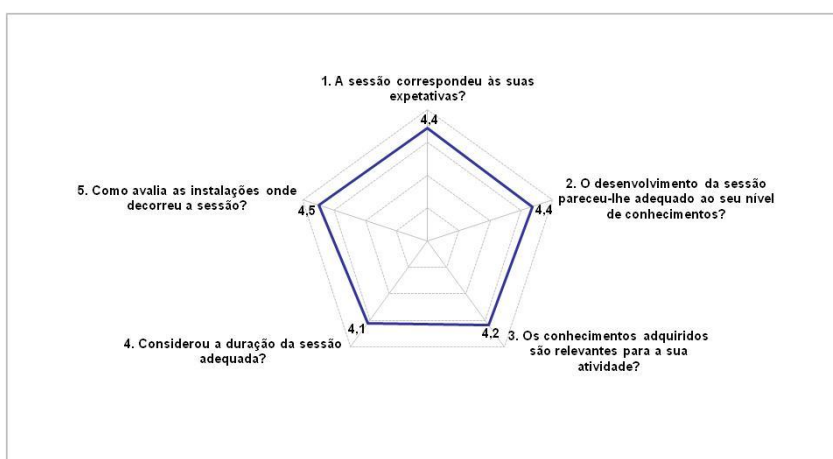 1. A sessão correspondeu às suas
expetativas?
4,4
2. O desenvolvimento da sessão
pareceu-lhe adequado ao seu nível
de conhecimentos?
4,4
3. Os conhecimentos adquiridos
são relevantes para a sua
atividade?
4,2
4. Considerou a duração da sessão
adequada?
4,1
5. Como avalia as instalações onde
decorreu a sessão?
4,5